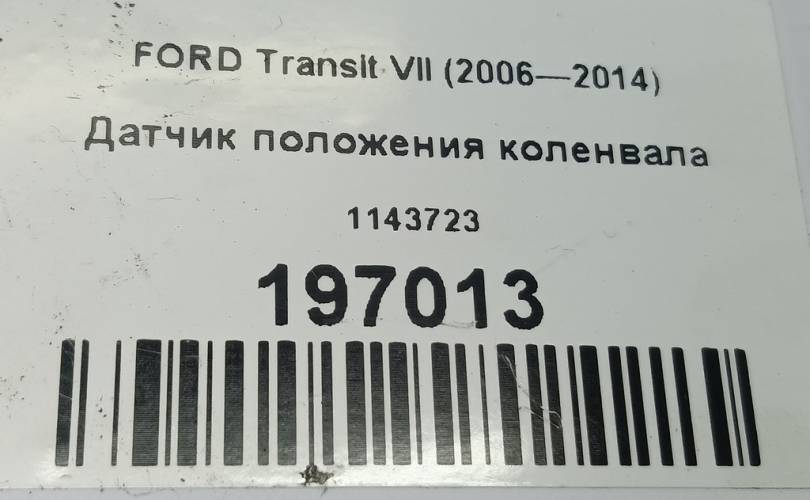 FORD Transit VII (2006—2014)
Датчик положения коленвала
1143723
197013